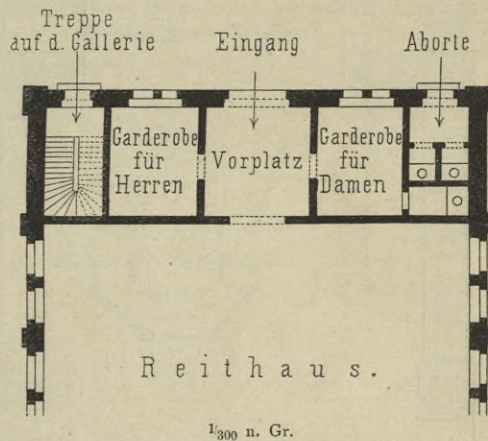 Treppe
auf d. Gallerie
Eingang
Aborte
Garderobe
für
Herren
Vorplatz
Garderobe
für
Damen
Reithaus.
1/300 n. Gr.